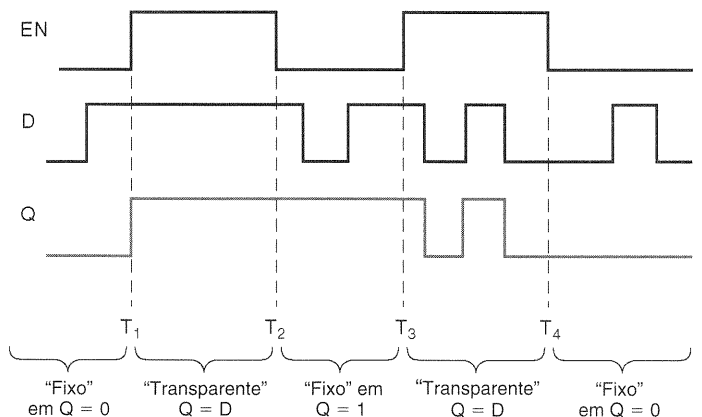 EN
D
Q
T1 T2 T3 T4
"Fixo" "Transparente" "Fixo" em "Transparente" "Fixo"
em Q = 0 Q = D Q = 1 Q = D em Q = 0